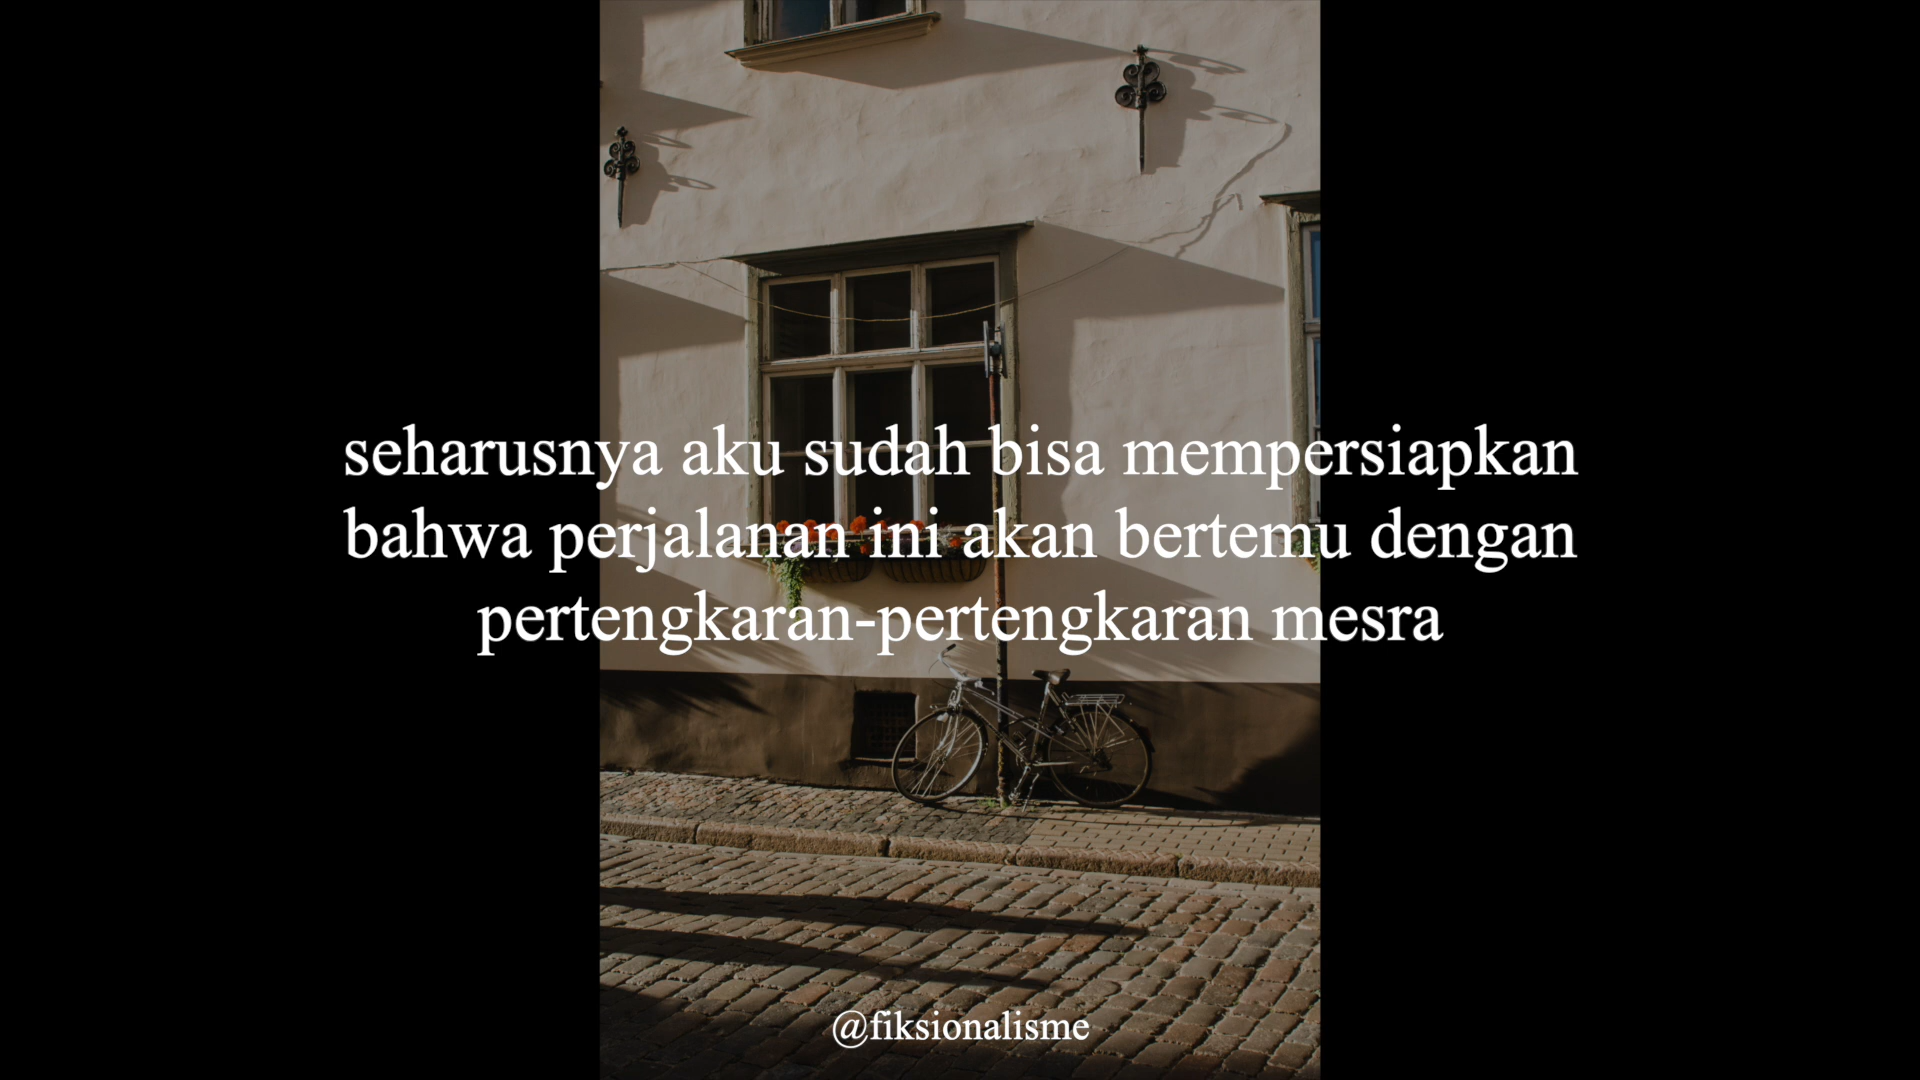 seharusnya aku sudah bisa mempersiapkan
bahwa perjalanan ini akan bertemu dengan
pertengkaran-pertengkaran mesra
@fiksionalisme